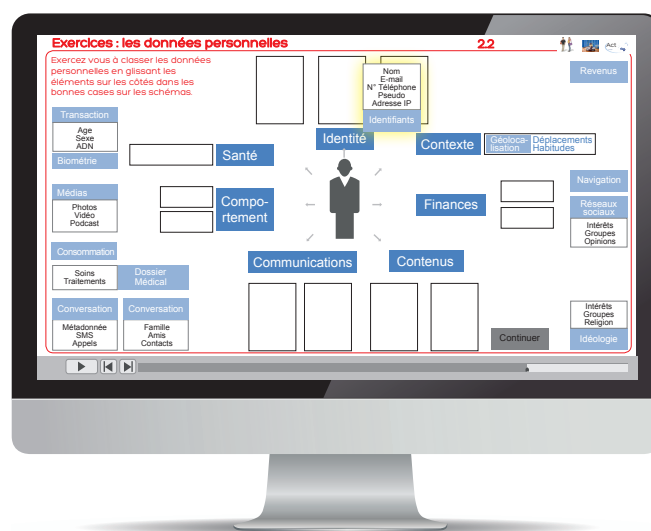 Exercices : les données personnelles
2.2
Act
Exercez vous à classer les données
personnelles en glissant les
éléments sur les côtés dans les
bonnes cases sur les schémas.
Nom
E-mail
N° Téléphone
Pseudo
Adresse IP
Identifiants
Revenus
Transaction
Age
Sexe
ADN
Biométrie
Identité
Santé
Contexte
Géoloca-
lisation
Déplacements
Habitudes
Médias
Photos
Vidéo
Podcast
Compo-
rtement
Finances
Navigation
Réseaux
sociaux
Intérêts
Groupes
Opinions
Consommation
Soins
Traitements
Dossier
Médical
Communications
Contenus
Conversation
Métadonnée
SMS
Appels
Conversation
Famille
Amis
Contacts
Continuer
Intérêts
Groupes
Religion
Idéologie